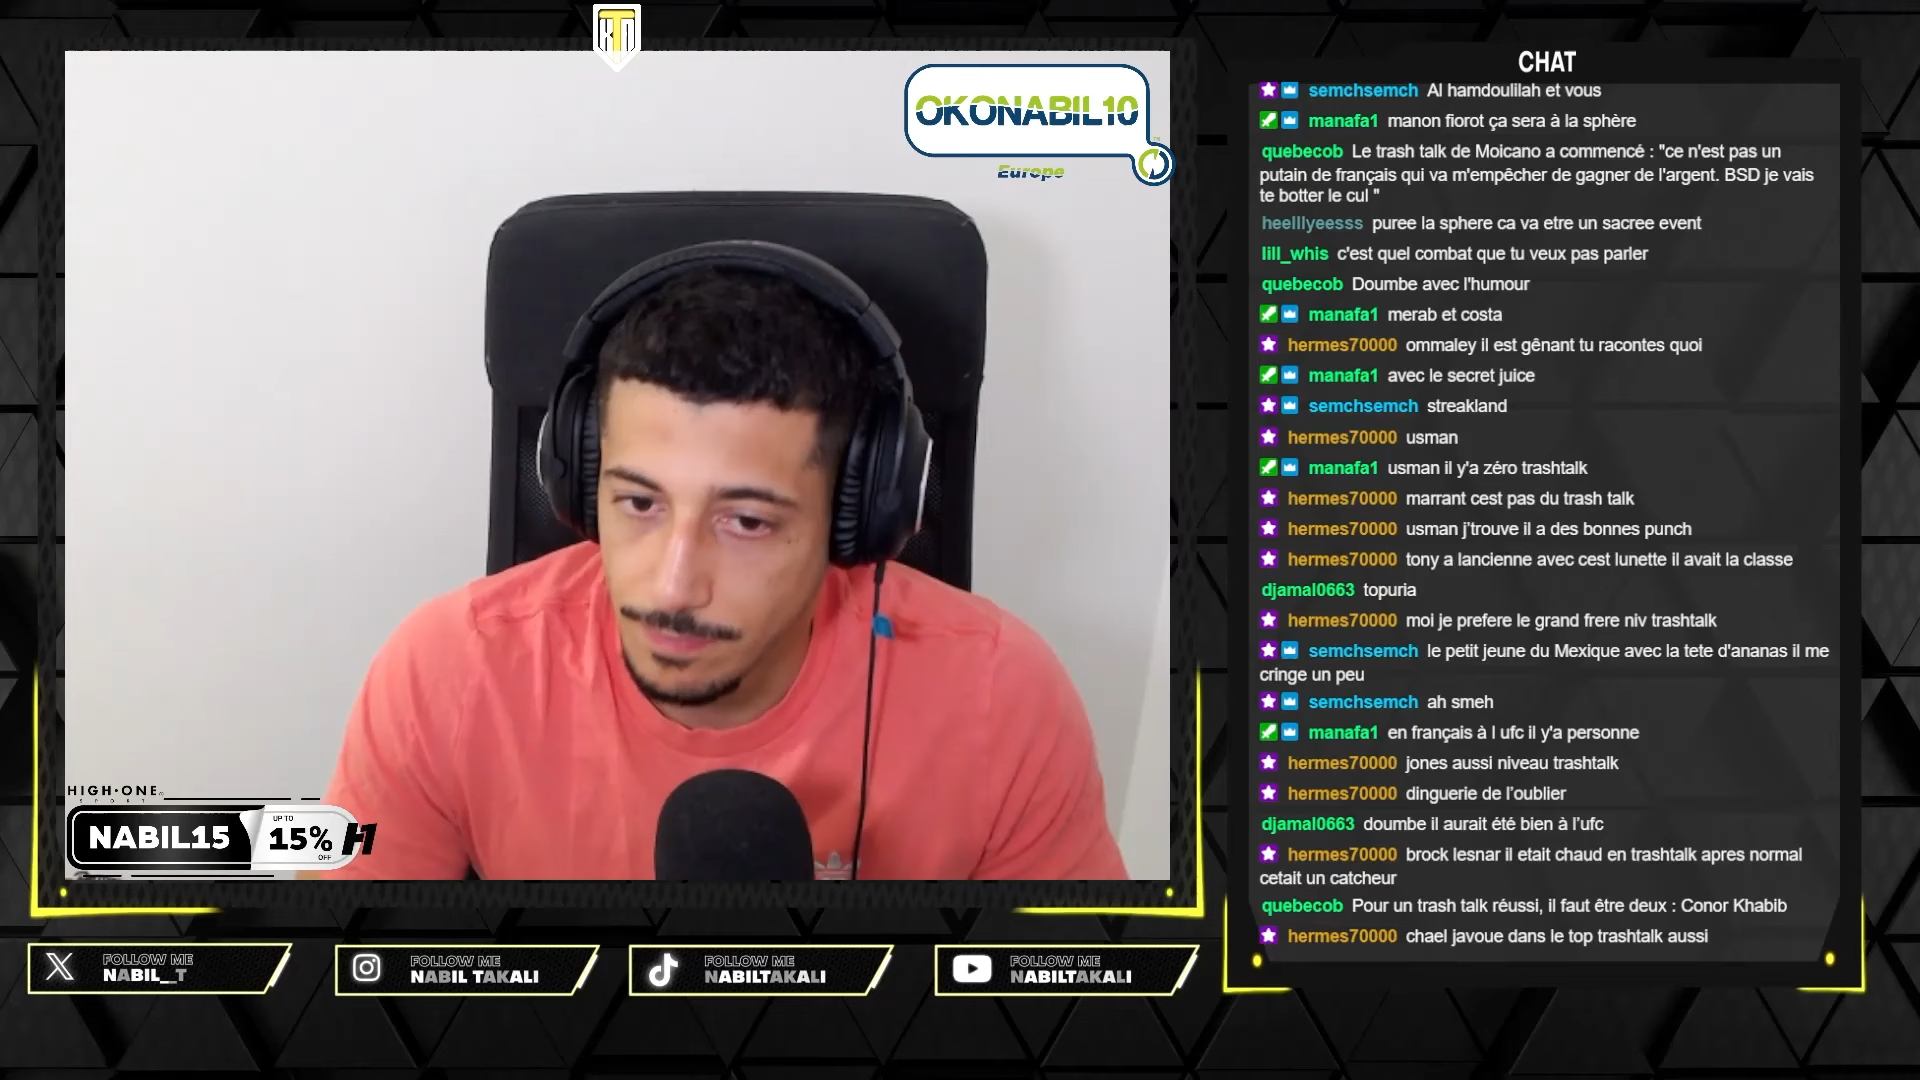 KTN
OKONABIL10
Europe
HIGH·ONE
SPORT
NABIL15
UP TO
15%
OFF
H1
FOLLOW ME
NABIL__T
FOLLOW ME
NABIL TAKALI
FOLLOW ME
NABILTAKALI
FOLLOW ME
NABILTAKALI
CHAT
semchsemch Al hamdoulilah et vous
manafa1 manon fiorot ça sera à la sphère
quebecob Le trash talk de Moicano a commencé : "ce n'est pas un
putain de français qui va m'empêcher de gagner de l'argent. BSD je vais
te botter le cul "
heelllyeesss puree la sphere ca va etre un sacree event
lill_whis c'est quel combat que tu veux pas parler
quebecob Doumbe avec l'humour
manafa1 merab et costa
hermes70000 ommaley il est gênant tu racontes quoi
manafa1 avec le secret juice
semchsemch streakland
hermes70000 usman
manafa1 usman il y'a zéro trashtalk
hermes70000 marrant cest pas du trash talk
hermes70000 usman j'trouve il a des bonnes punch
hermes70000 tony a lancienne avec cest lunette il avait la classe
djamal0663 topuria
hermes70000 moi je prefere le grand frere niv trashtalk
semchsemch le petit jeune du Mexique avec la tete d'ananas il me
cringe un peu
semchsemch ah smeh
manafa1 en français à l ufc il y'a personne
hermes70000 jones aussi niveau trashtalk
hermes70000 dinguerie de l'oublier
djamal0663 doumbe il aurait été bien à l'ufc
hermes70000 brock lesnar il etait chaud en trashtalk apres normal
cetait un catcheur
quebecob Pour un trash talk réussi, il faut être deux : Conor Khabib
hermes70000 chael javoue dans le top trashtalk aussi